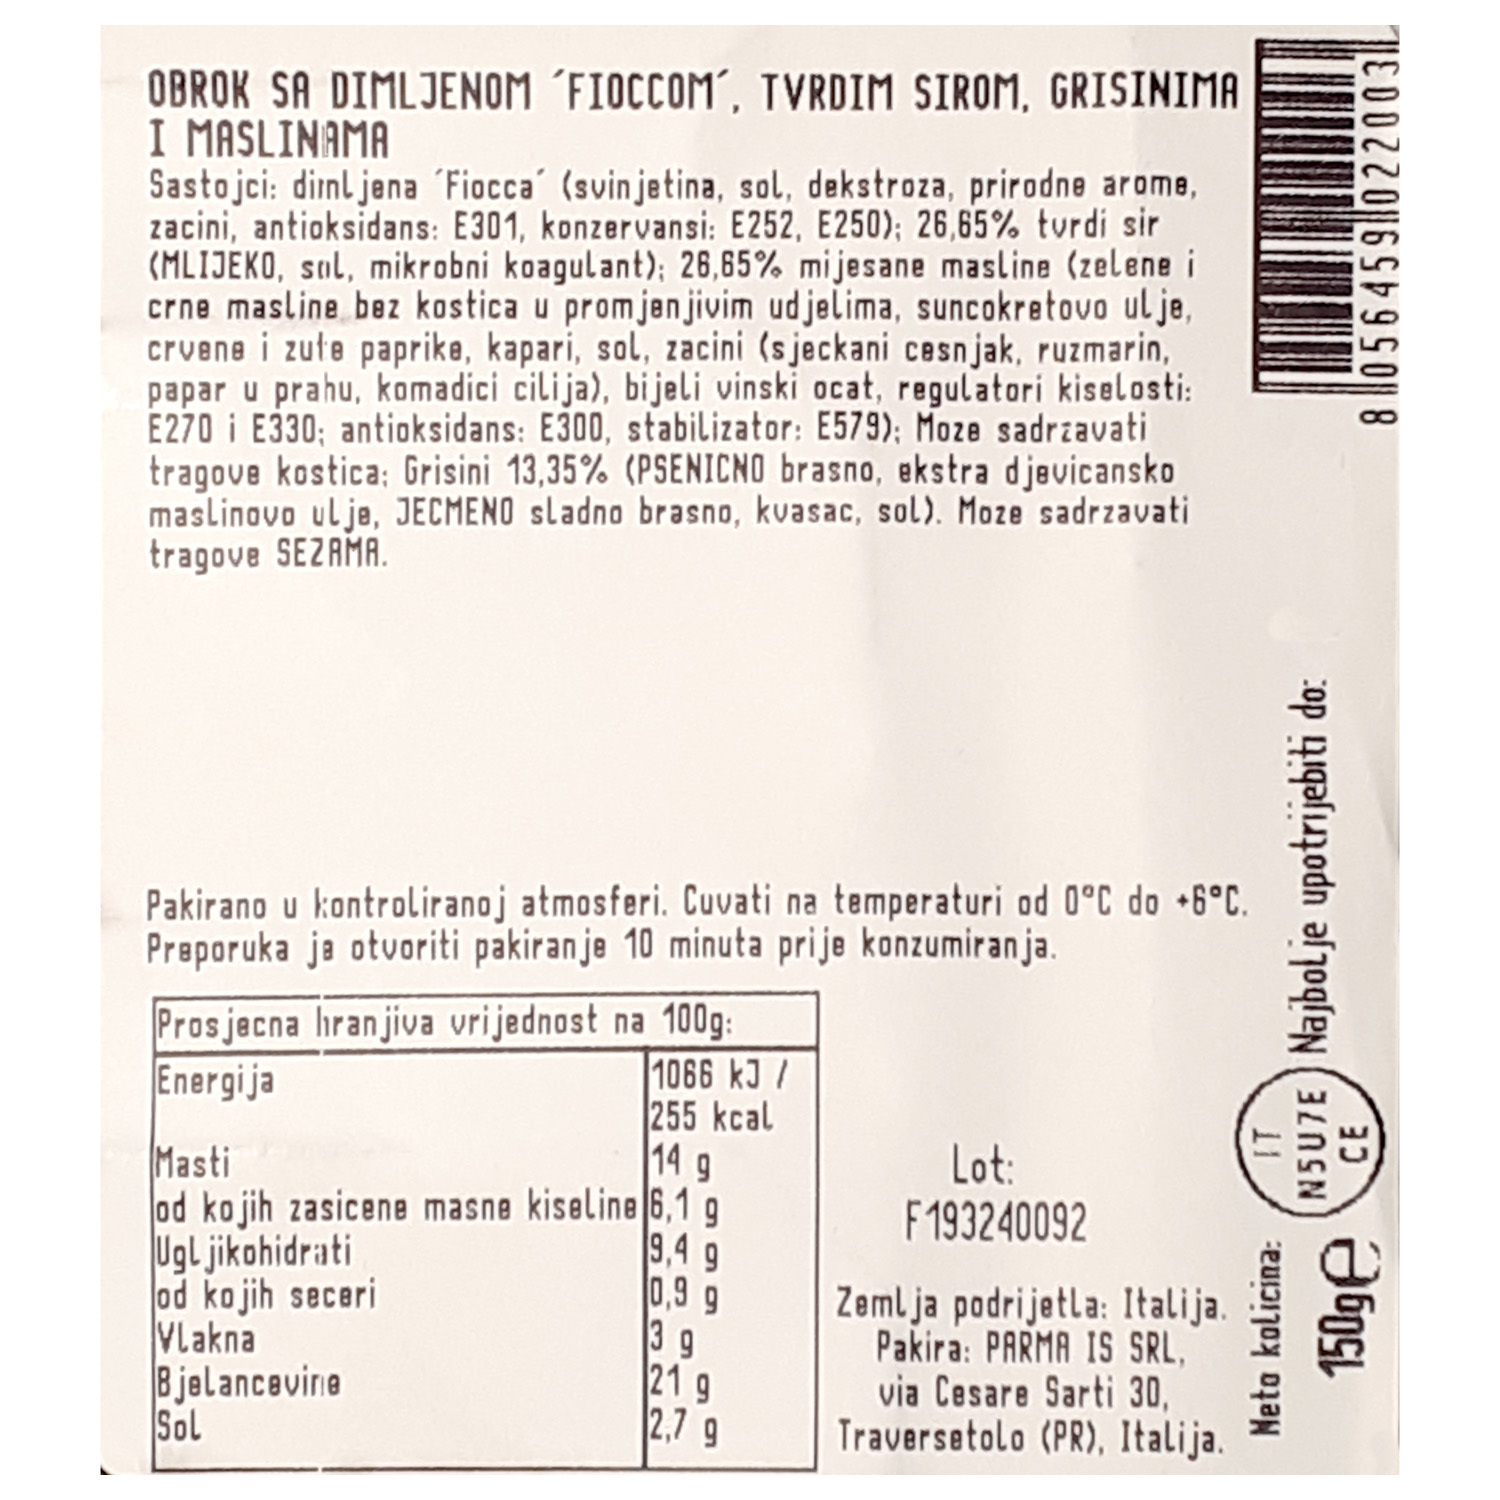 OBROK SA DIMLJENOM ´FIOCCOM´, TVRDIM SIROM, GRISINIMA
I MASLINAMA
Sastojci: dimljena ´Fiocca´ (svinjetina, sol, dekstroza, prirodne arome,
zacini, antioksidans: E301, konzervansi: E252, E250); 26,65% tvrdi sir
(MLIJEKO, sol, mikrobni koagulant); 26,65% mijesane masline (zelene i
crne masline bez kostica u promjenjivim udjelima, suncokretovo ulje,
crvene i zute paprike, kapari, sol, zacini (sjeckani cesnjak, ruzmarin,
papar u prahu, komadici cilija), bijeli vinski ocat, regulatori kiselosti:
E270 i E330; antioksidans: E300, stabilizator: E579); Moze sadrzavati
tragove kostica; Grisini 13,35% (PSENICNO brasno, ekstra djevicansko
maslinovo ulje, JECMENO sladno brasno, kvasac, sol). Moze sadrzavati
tragove SEZAMA.
8 056459 022003
Pakirano u kontroliranoj atmosferi. Cuvati na temperaturi od 0°C do +6°C.
Preporuka je otvoriti pakiranje 10 minuta prije konzumiranja.
Prosjecna hranjiva vrijednost na 100g:
Energija 1066 kJ /
255 kcal
Masti 14 g
od kojih zasicene masne kiseline 6,1 g
Ugljikohidrati 9,4 g
od kojih seceri 0,9 g
Vlakna 3 g
Bjelancevine 21 g
Sol 2,7 g
Lot:
F193240092
Zemlja podrijetla: Italija.
Pakira: PARMA IS SRL,
via Cesare Sarti 30,
Traversetolo (PR), Italija.
Najbolje upotrijebiti do:
IT
N5U7E
CE
Neto kolicina:
150g e